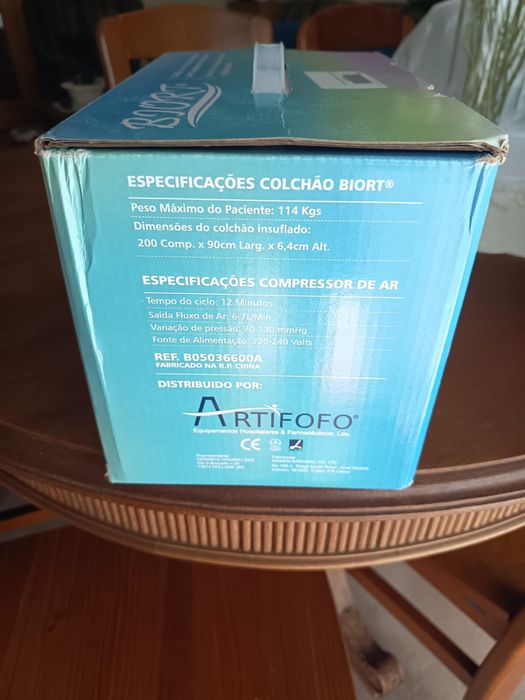 BIORT
ESPECIFICAÇÕES COLCHÃO BIORT®
Peso Máximo do Paciente: 114 Kgs
Dimensões do colchão insuflado:
200 Comp. x 90cm Larg. x 6,4cm Alt.
ESPECIFICAÇÕES COMPRESSOR DE AR
Tempo do ciclo: 12 Minutos
Saida Fluxo de Ar: 6-7L/Min
Variação de pressão: 70-130 mmHg
Fonte de Alimentação: 220-240 Volts
REF. B05036600A
FABRICADO NA R.P. CHINA
DISTRIBUIDO POR:
ARTIFOFO®
Equipamentos Hospitalares & Farmacêuticos, Lda.
CE